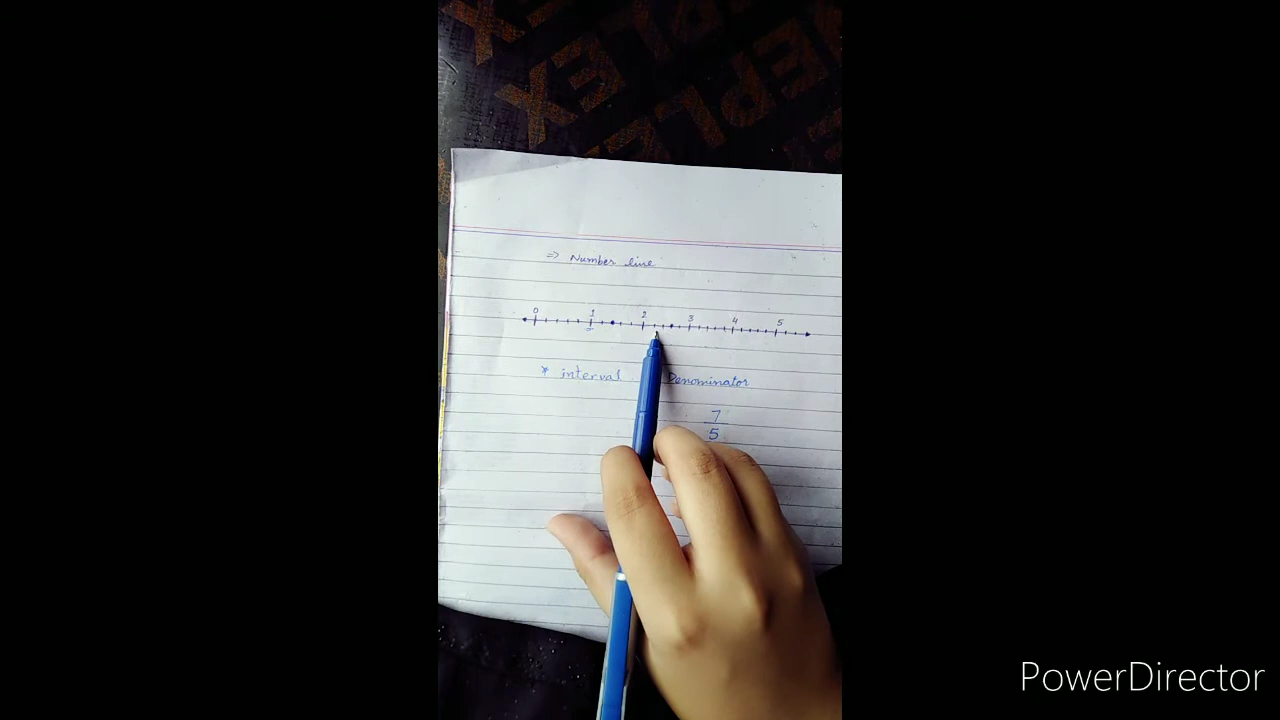 => Number line
0 1 2 3 4 5
* interval Denominator
7
5
PowerDirector